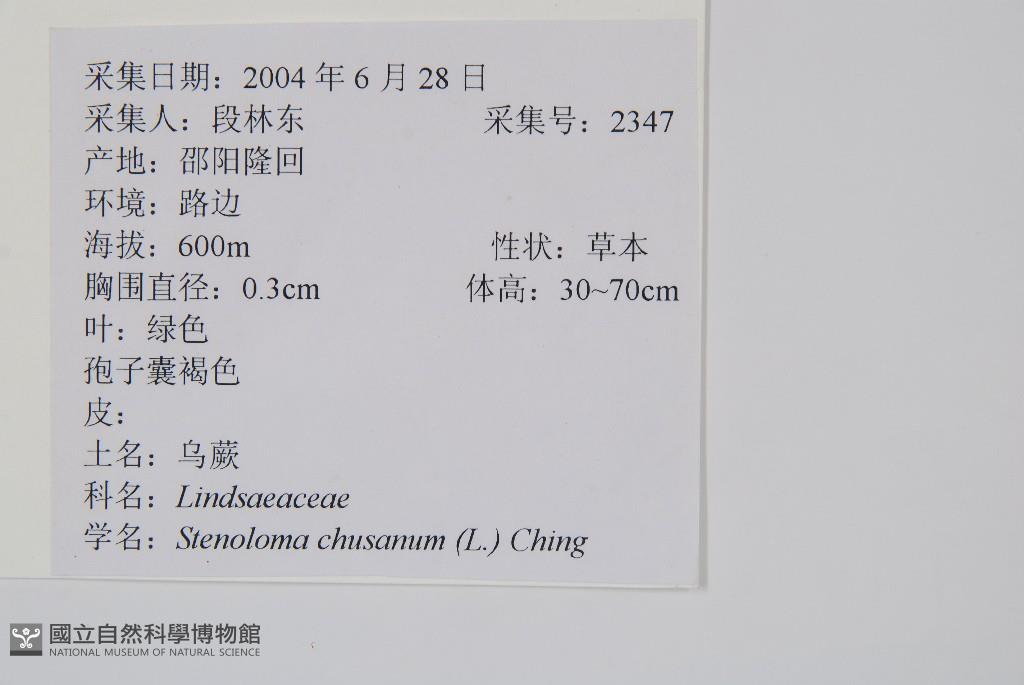 采集日期：2004 年 6 月 28 日
采集人：段林东 采集号：2347
产地：邵阳隆回
环境：路边
海拔：600m 性状：草本
胸围直径：0.3cm 体高：30~70cm
叶：绿色
孢子囊褐色
皮：
土名：乌蕨
科名：Lindsaeaceae
学名：Stenoloma chusanum (L.) Ching
國立自然科學博物館
NATIONAL MUSEUM OF NATURAL SCIENCE